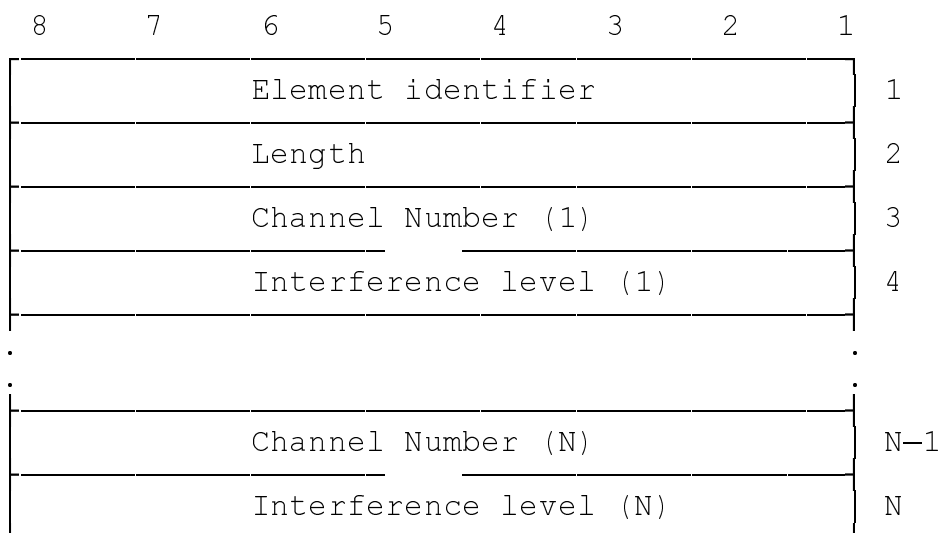 8 7 6 5 4 3 2 1
Element identifier 1
Length 2
Channel Number (1) 3
Interference level (1) 4
. .
. .
Channel Number (N) N-1
Interference level (N) N